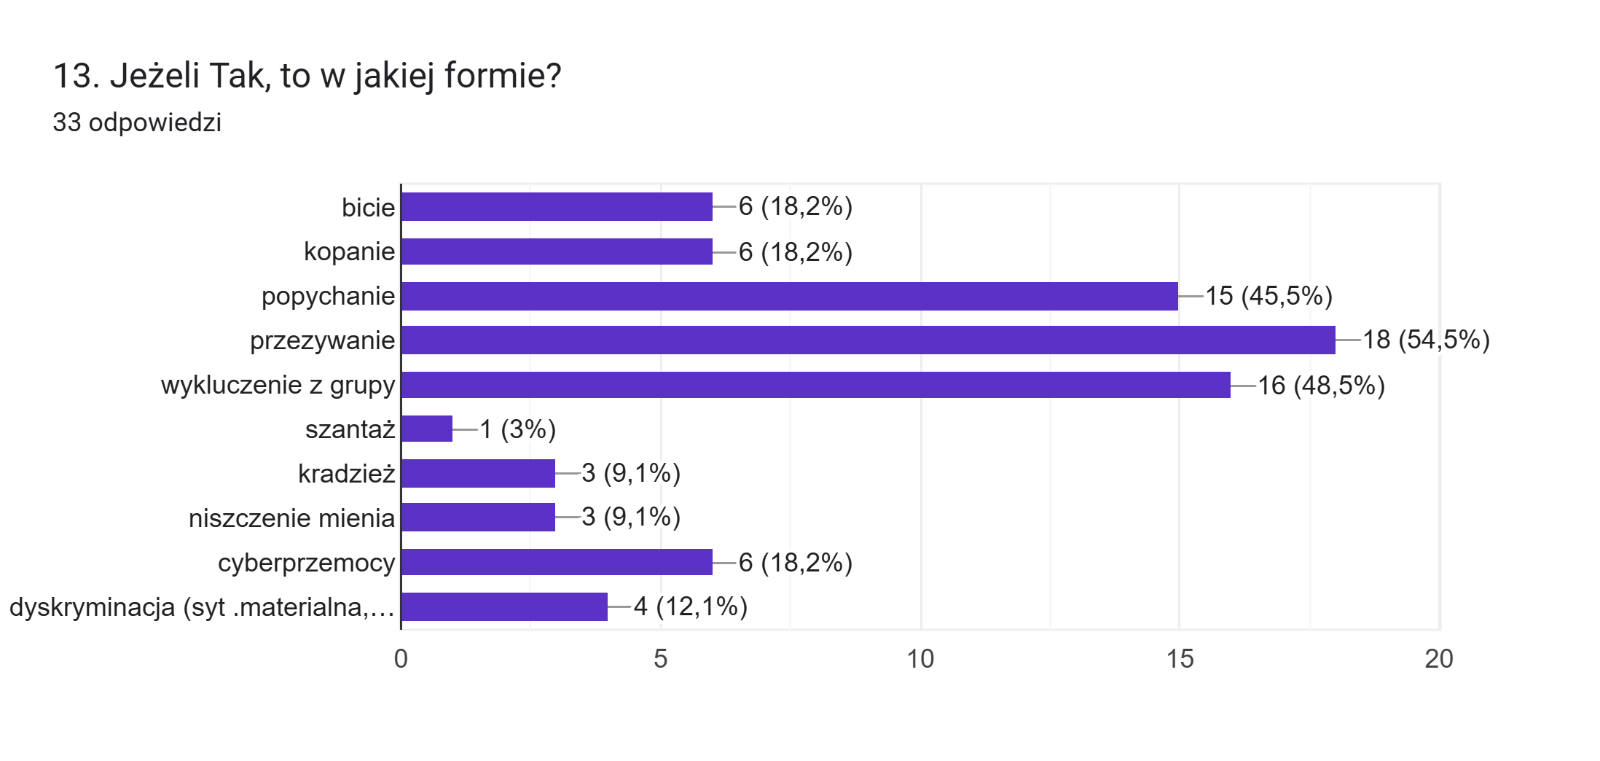 13. Jeżeli Tak, to w jakiej formie?
33 odpowiedzi
bicie 6 (18,2%)
kopanie 6 (18,2%)
popychanie 15 (45,5%)
przezywanie 18 (54,5%)
wykluczenie z grupy 16 (48,5%)
szantaż 1 (3%)
kradzież 3 (9,1%)
niszczenie mienia 3 (9,1%)
cyberprzemocy 6 (18,2%)
dyskryminacja (syt .materialna,… 4 (12,1%)
0 5 10 15 20